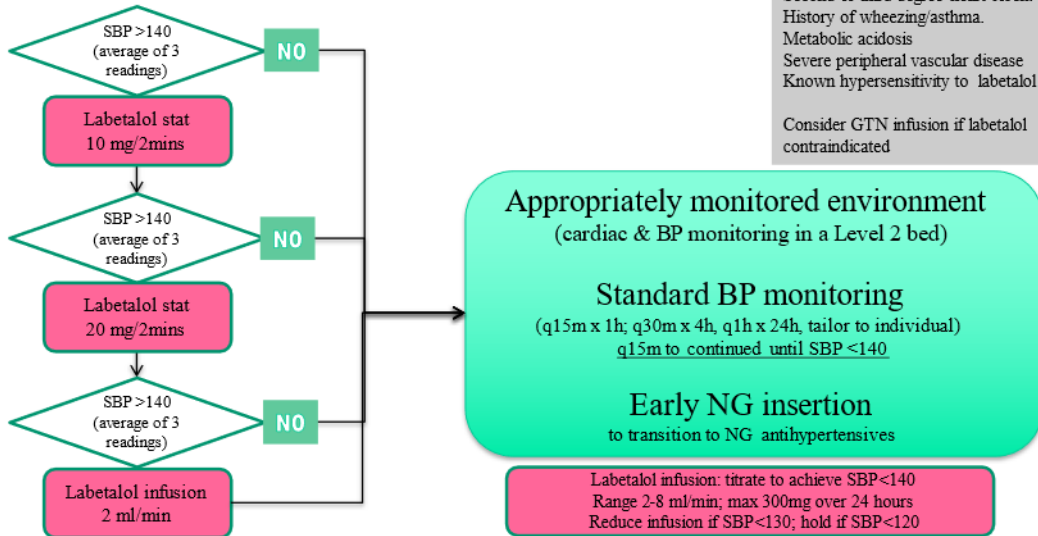 SBP >140
(average of 3
readings)
NO
Labetalol stat
10 mg/2mins
SBP >140
(average of 3
readings)
NO
Labetalol stat
20 mg/2mins
SBP >140
(average of 3
readings)
NO
Labetalol infusion
2 ml/min
History of wheezing/asthma.
Metabolic acidosis
Severe peripheral vascular disease
Known hypersensitivity to labetalol
Consider GTN infusion if labetalol
contraindicated
Appropriately monitored environment
(cardiac & BP monitoring in a Level 2 bed)
Standard BP monitoring
(q15m x 1h; q30m x 4h, q1h x 24h, tailor to individual)
q15m to continued until SBP <140
Early NG insertion
to transition to NG antihypertensives
Labetalol infusion: titrate to achieve SBP<140
Range 2-8 ml/min; max 300mg over 24 hours
Reduce infusion if SBP<130; hold if SBP<120